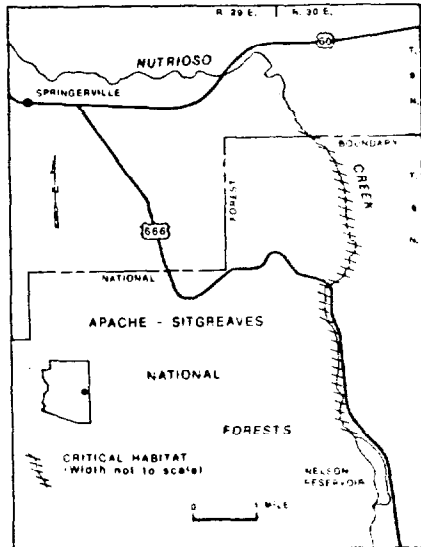 R. 29 E. R. 30 E.
60
NUTRIOSO
T.
SPRINGERVILLE
N.
BOUNDARY
CREEK
FOREST
T.
N.
666
NATIONAL
APACHE - SITGREAVES
NATIONAL
FORESTS
CRITICAL HABITAT
(Width not to scale)
NELSON
RESERVOIR
0 1 MILE